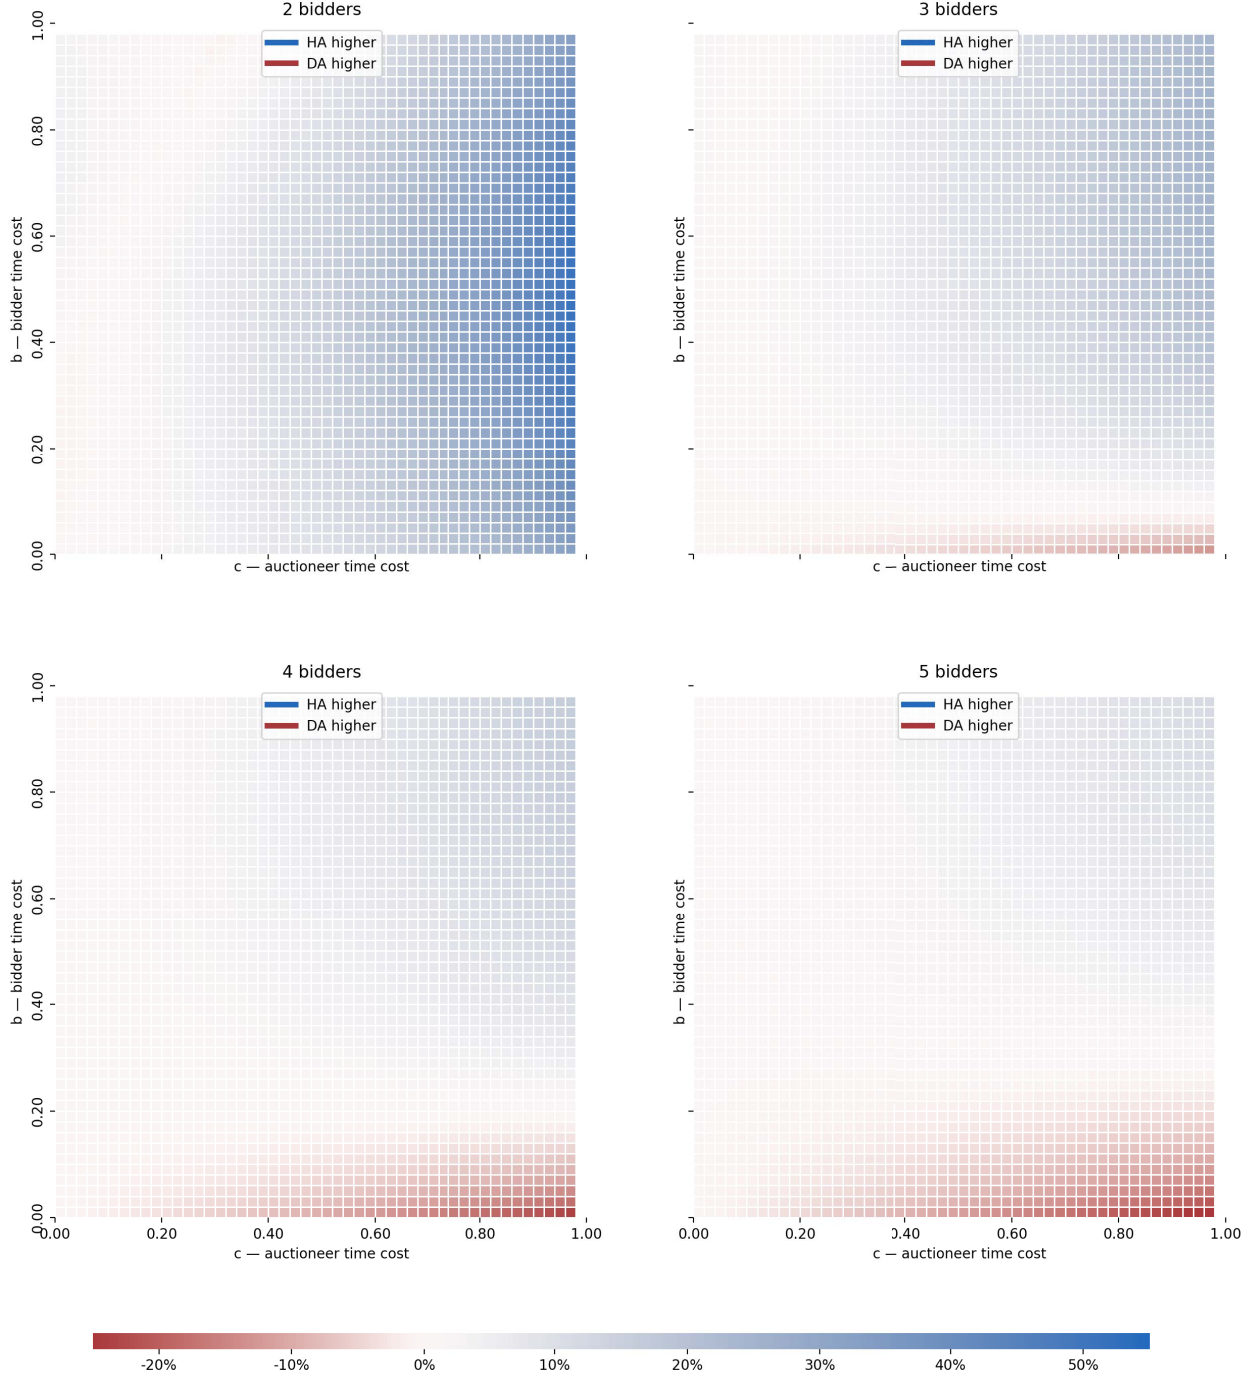 2 bidders
3 bidders
HA higher
DA higher
HA higher
DA higher
1.00
0.80
0.60
0.40
0.20
0.00
b — bidder time cost
b — bidder time cost
c — auctioneer time cost
c — auctioneer time cost
4 bidders
5 bidders
HA higher
DA higher
HA higher
DA higher
1.00
0.80
0.60
0.40
0.20
0.00
b — bidder time cost
b — bidder time cost
0.00 0.20 0.40 0.60 0.80 1.00
0.00 0.20 0.40 0.60 0.80 1.00
c — auctioneer time cost
c — auctioneer time cost
-20% -10% 0% 10% 20% 30% 40% 50%